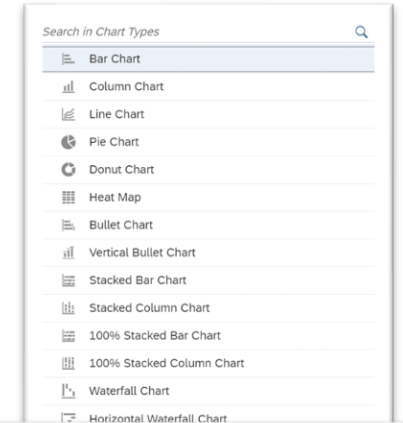 Search in Chart Types
Bar Chart
Column Chart
Line Chart
Pie Chart
Donut Chart
Heat Map
Bullet Chart
Vertical Bullet Chart
Stacked Bar Chart
Stacked Column Chart
100% Stacked Bar Chart
100% Stacked Column Chart
Waterfall Chart
Horizontal Waterfall Chart